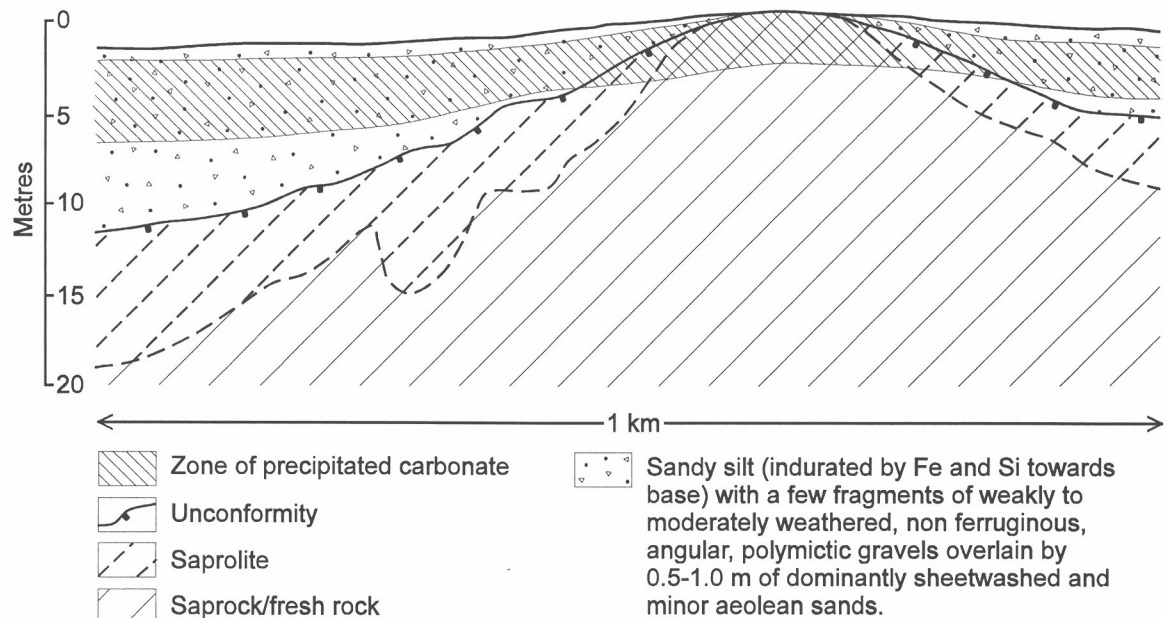 0
5
10
15
20
Metres
1 km
Zone of precipitated carbonate
Unconformity
Saprolite
Saprock/fresh rock
Sandy silt (indurated by Fe and Si towards
base) with a few fragments of weakly to
moderately weathered, non ferruginous,
angular, polymictic gravels overlain by
0.5-1.0 m of dominantly sheetwashed and
minor aeolean sands.